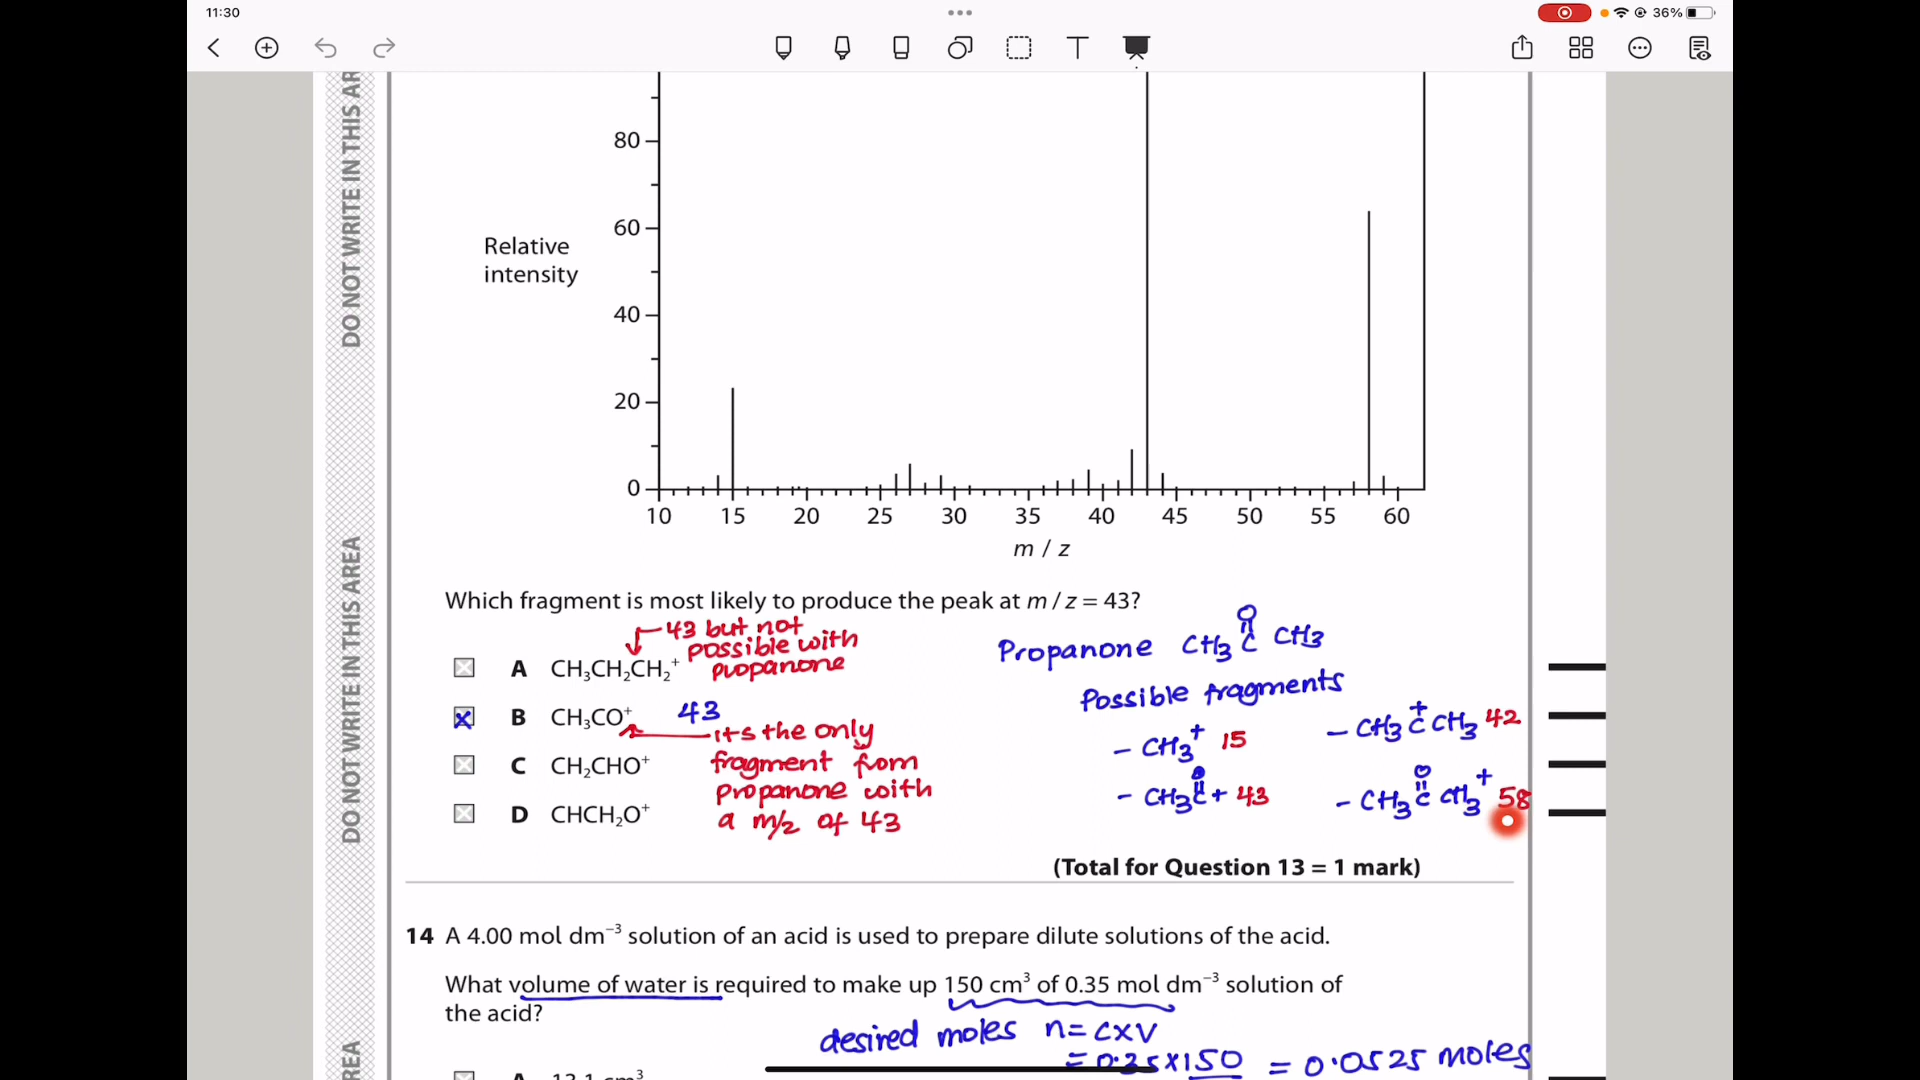 11:30
36%
DO NOT WRITE IN THIS AR
DO NOT WRITE IN THIS AREA
REA
80
60
40
20
0
Relative
intensity
10 15 20 25 30 35 40 45 50 55 60
m / z
Which fragment is most likely to produce the peak at m / z = 43?
43 but not
possible with
propanone
A CH₃CH₂CH₂⁺
B CH₃CO⁺ 43
its the only
fragment from
propanone with
a m/z of 43
C CH₂CHO⁺
D CHCH₂O⁺
O
Propanone CH3 C CH3
Possible fragments
– CH3⁺ 15
– CH3 C⁺ CH3 42
– CH3 C + 43
O
– CH3 C CH3 + 58
(Total for Question 13 = 1 mark)
14 A 4.00 mol dm⁻³ solution of an acid is used to prepare dilute solutions of the acid.
What volume of water is required to make up 150 cm³ of 0.35 mol dm⁻³ solution of
the acid?
desired moles n = c x v
= 0.35 x 150 = 0.0525 moles
A 13.1 cm³